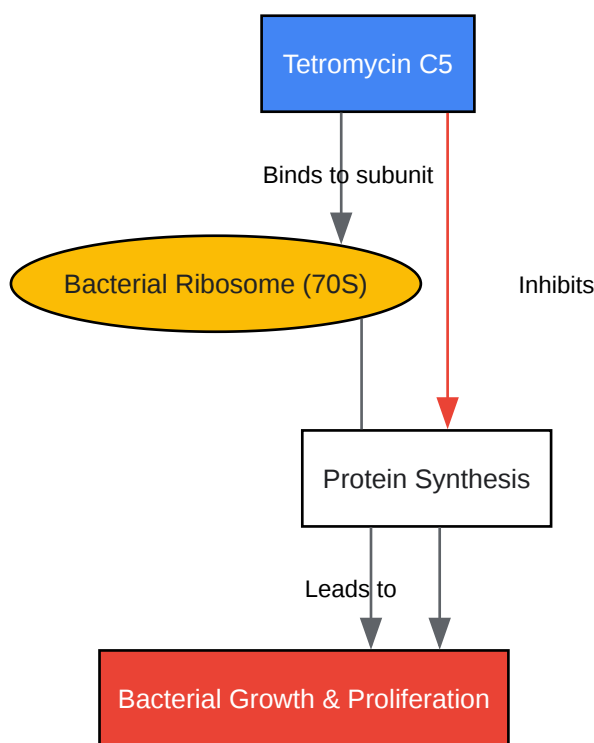 Tetromycin C5
Binds to subunit
Bacterial Ribosome (70S)
Inhibits
Protein Synthesis
Leads to
Bacterial Growth & Proliferation